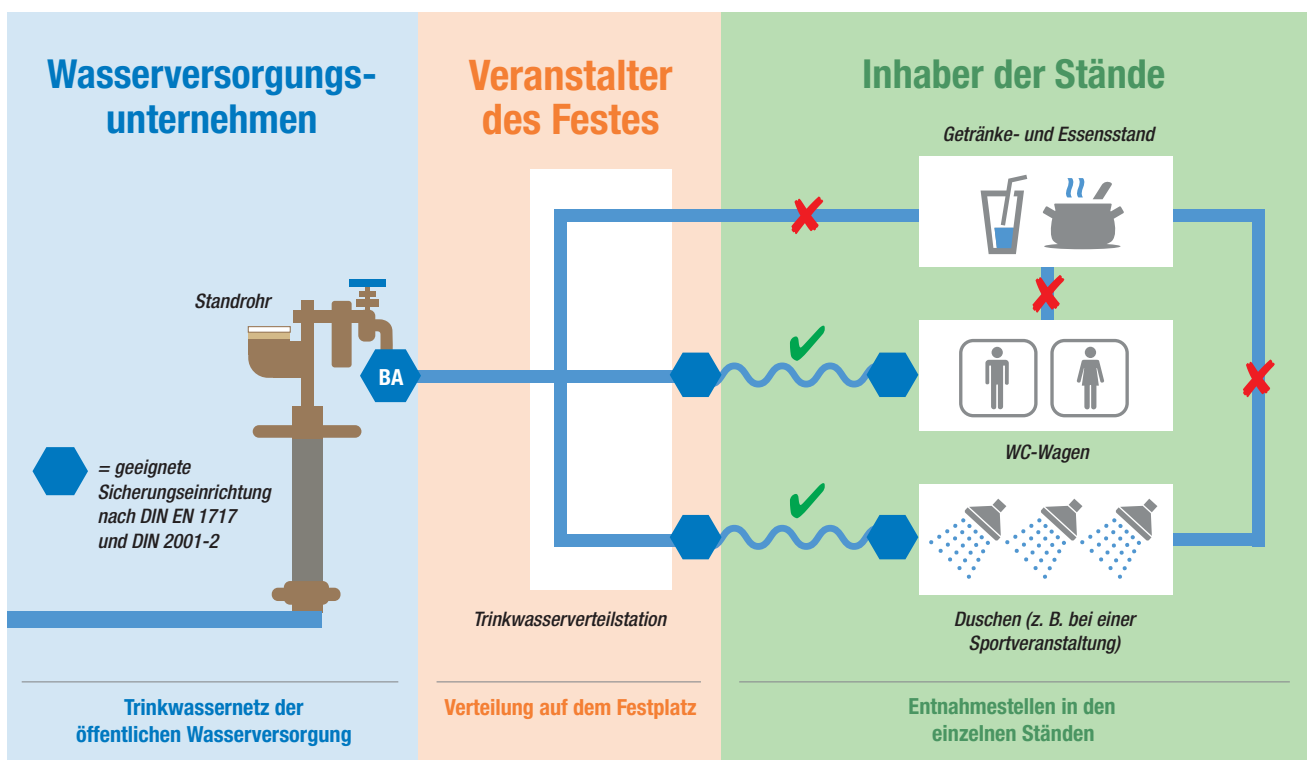 Wasserversorgungs-
unternehmen
Veranstalter
des Festes
Inhaber der Stände
Getränke- und Essensstand
Standrohr
BA
= geeignete
Sicherungseinrichtung
nach DIN EN 1717
und DIN 2001-2
WC-Wagen
Trinkwasserverteilstation
Duschen (z. B. bei einer
Sportveranstaltung)
Trinkwassernetz der
öffentlichen Wasserversorgung
Verteilung auf dem Festplatz
Entnahmestellen in den
einzelnen Ständen